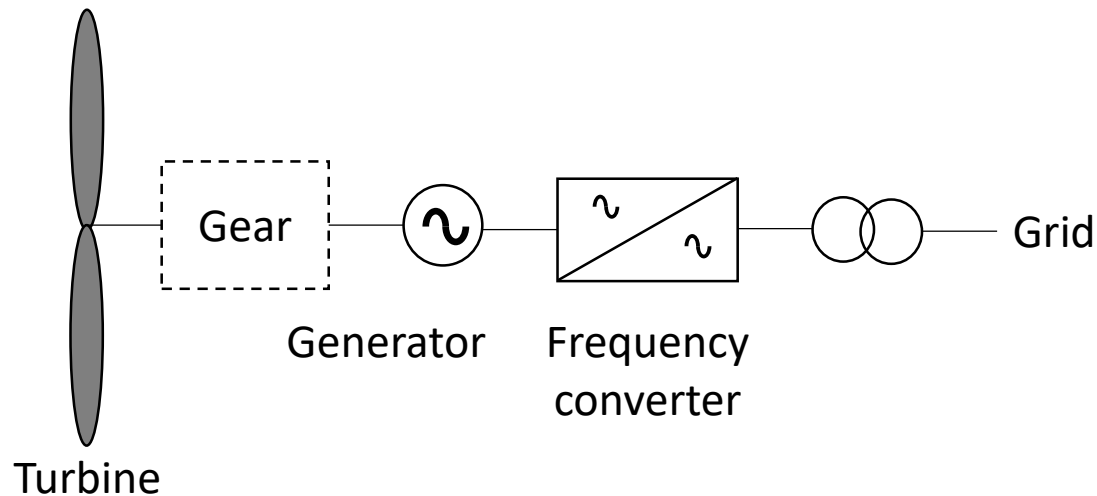 Gear
Grid
Generator
Frequency
converter
Turbine